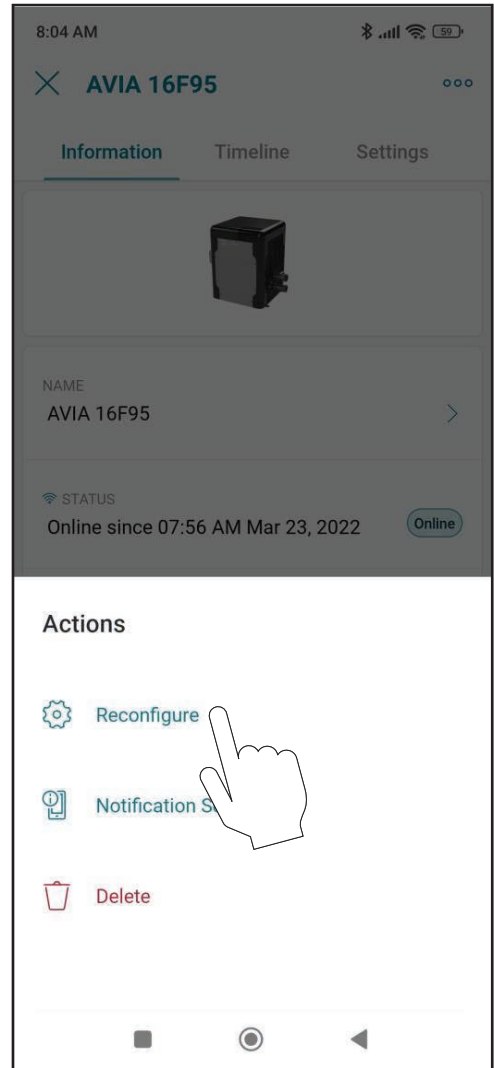 8:04 AM 59
AVIA 16F95
Information Timeline Settings
NAME
AVIA 16F95
STATUS
Online since 07:56 AM Mar 23, 2022 Online
Actions
Reconfigure
Notification
Delete